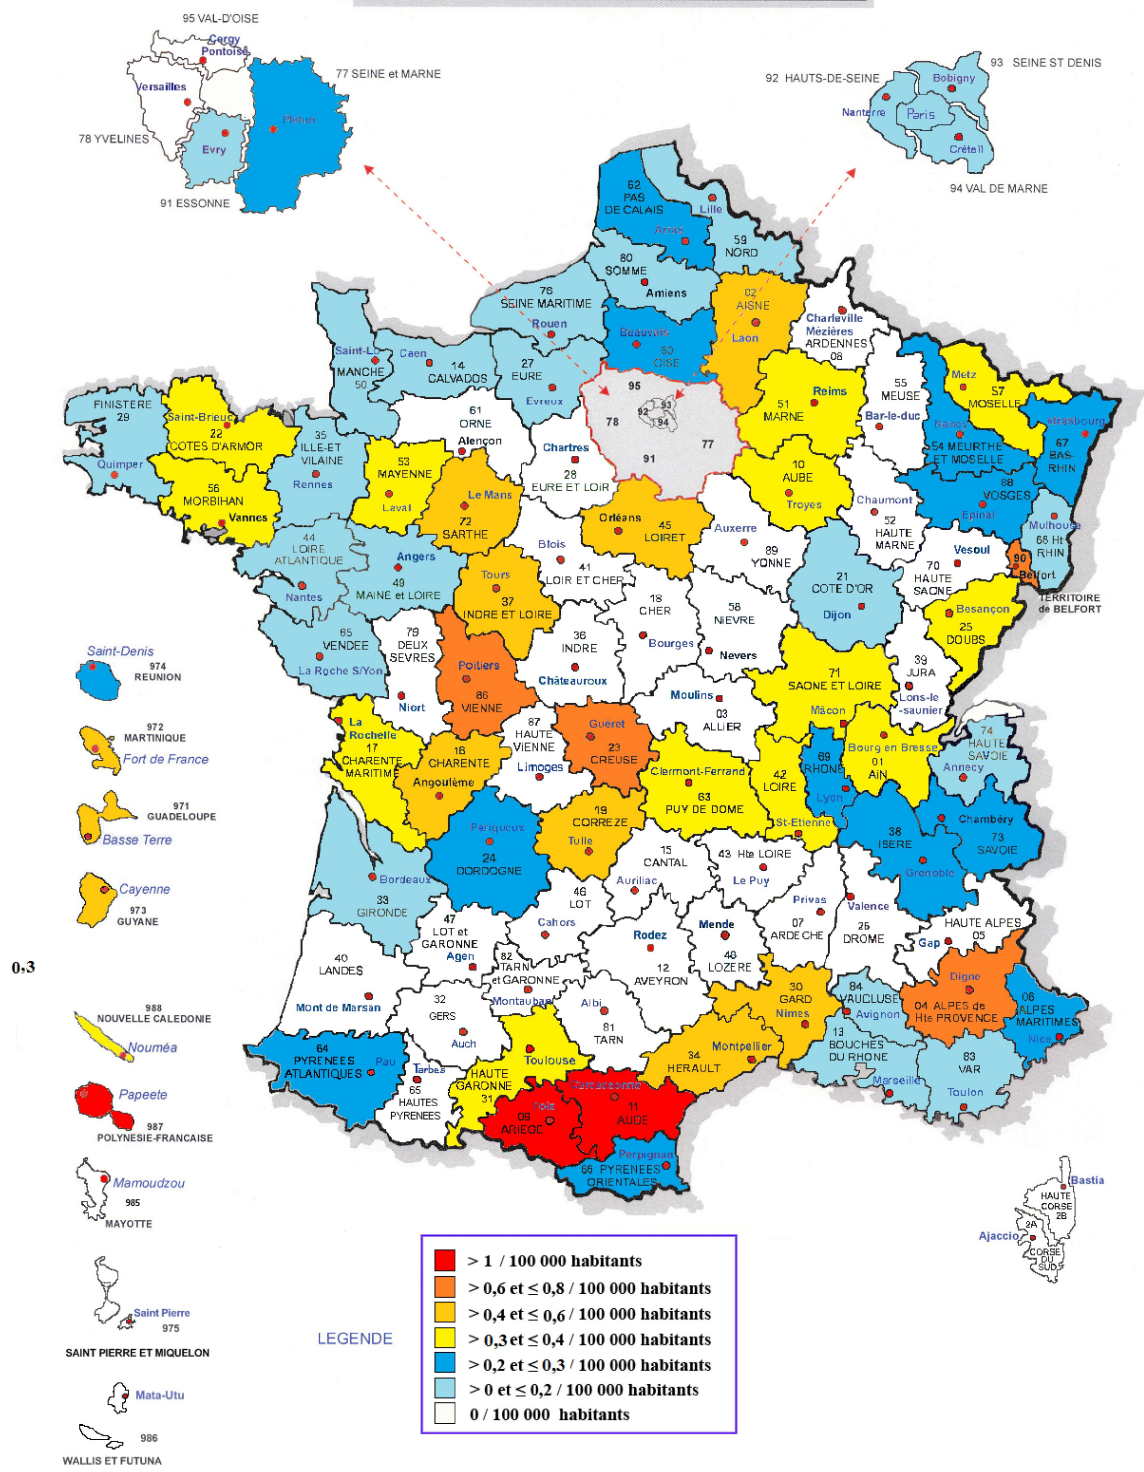 95 VAL-D'OISE
Cergy
Pontoise
77 SEINE et MARNE
Versailles
Melun
78 YVELINES
Evry
91 ESSONNE
93 SEINE ST DENIS
92 HAUTS-DE-SEINE
Bobigny
Nanterre
Paris
Créteil
94 VAL DE MARNE
62
PAS
DE CALAIS
Arras
Lille
59
NORD
80
SOMME
Amiens
76
SEINE MARITIME
Rouen
Beauvais
60
OISE
02
AISNE
Laon
Charleville
Mézières
ARDENNES
08
Saint-Lo
MANCHE
50
Caen
14
CALVADOS
27
EURE
Evreux
95
93
92
94
78
77
91
51
MARNE
Reims
55
MEUSE
Bar-le-duc
Metz
57
MOSELLE
Nancy
54 MEURTHE
ET MOSELLE
Strasbourg
67
BAS-
RHIN
FINISTERE
29
Quimper
Saint-Brieuc
22
COTES D'ARMOR
56
MORBIHAN
Vannes
35
ILLE-ET
VILAINE
Rennes
61
ORNE
Alençon
53
MAYENNE
Laval
Le Mans
72
SARTHE
Chartres
28
EURE ET LOIR
Orléans
45
LOIRET
10
AUBE
Troyes
Chaumont
52
HAUTE
MARNE
88
VOSGES
Epinal
Mulhouse
68 Ht
RHIN
Auxerre
89
YONNE
Vesoul
70
HAUTE
SAONE
90
Belfort
TERRITOIRE
de BELFORT
44
LOIRE
ATLANTIQUE
Nantes
Angers
49
MAINE et LOIRE
Tours
37
INDRE ET LOIRE
Blois
41
LOIR ET CHER
18
CHER
Bourges
58
NIEVRE
Nevers
21
COTE D'OR
Dijon
Besançon
25
DOUBS
85
VENDEE
La Roche S/Yon
79
DEUX
SEVRES
Niort
Poitiers
86
VIENNE
36
INDRE
Châteauroux
Moulins
03
ALLIER
71
SAONE ET LOIRE
Mâcon
39
JURA
Lons-le
-saunier
La
Rochelle
17
CHARENTE
MARITIME
16
CHARENTE
Angoulême
87
HAUTE
VIENNE
Limoges
Guéret
23
CREUSE
Clermont-Ferrand
63
PUY DE DOME
42
LOIRE
St-Etienne
69
RHONE
Lyon
Bourg en Bresse
01
AIN
74
HAUTE
SAVOIE
Annecy
Chambéry
73
SAVOIE
38
ISERE
Grenoble
19
CORREZE
Tulle
Périgueux
24
DORDOGNE
Bordeaux
33
GIRONDE
15
CANTAL
Aurillac
43 Hte LOIRE
Le Puy
Privas
07
ARDECHE
Valence
26
DROME
HAUTE ALPES
05
Gap
46
LOT
Cahors
47
LOT et
GARONNE
Agen
Rodez
12
AVEYRON
Mende
48
LOZERE
40
LANDES
Mont de Marsan
82
TARN
et GARONNE
Montauban
Albi
81
TARN
32
GERS
Auch
30
GARD
Nimes
84
VAUCLUSE
Avignon
Digne
04 ALPES de
Hte PROVENCE
06
ALPES
MARITIMES
Nice
13
BOUCHES
DU RHONE
Marseille
83
VAR
Toulon
Montpellier
34
HERAULT
64
PYRENEES
ATLANTIQUES
Pau
Tarbes
65
HAUTES
PYRENEES
Toulouse
HAUTE
GARONNE
31
Foix
09
ARIEGE
Carcassonne
11
AUDE
Perpignan
66 PYRENEES
ORIENTALES
Bastia
HAUTE
CORSE
2B
Ajaccio
2A
CORSE
DU
SUD
Saint-Denis
974
REUNION
972
MARTINIQUE
Fort de France
971
GUADELOUPE
Basse Terre
Cayenne
973
GUYANE
0,3
988
NOUVELLE CALEDONIE
Nouméa
Papeete
987
POLYNESIE-FRANCAISE
Mamoudzou
985
MAYOTTE
Saint Pierre
975
SAINT PIERRE ET MIQUELON
Mata-Utu
986
WALLIS ET FUTUNA
LEGENDE
> 1 / 100 000 habitants
> 0,6 et ≤ 0,8 / 100 000 habitants
> 0,4 et ≤ 0,6 / 100 000 habitants
> 0,3 et ≤ 0,4 / 100 000 habitants
> 0,2 et ≤ 0,3 / 100 000 habitants
> 0 et ≤ 0,2 / 100 000 habitants
0 / 100 000 habitants